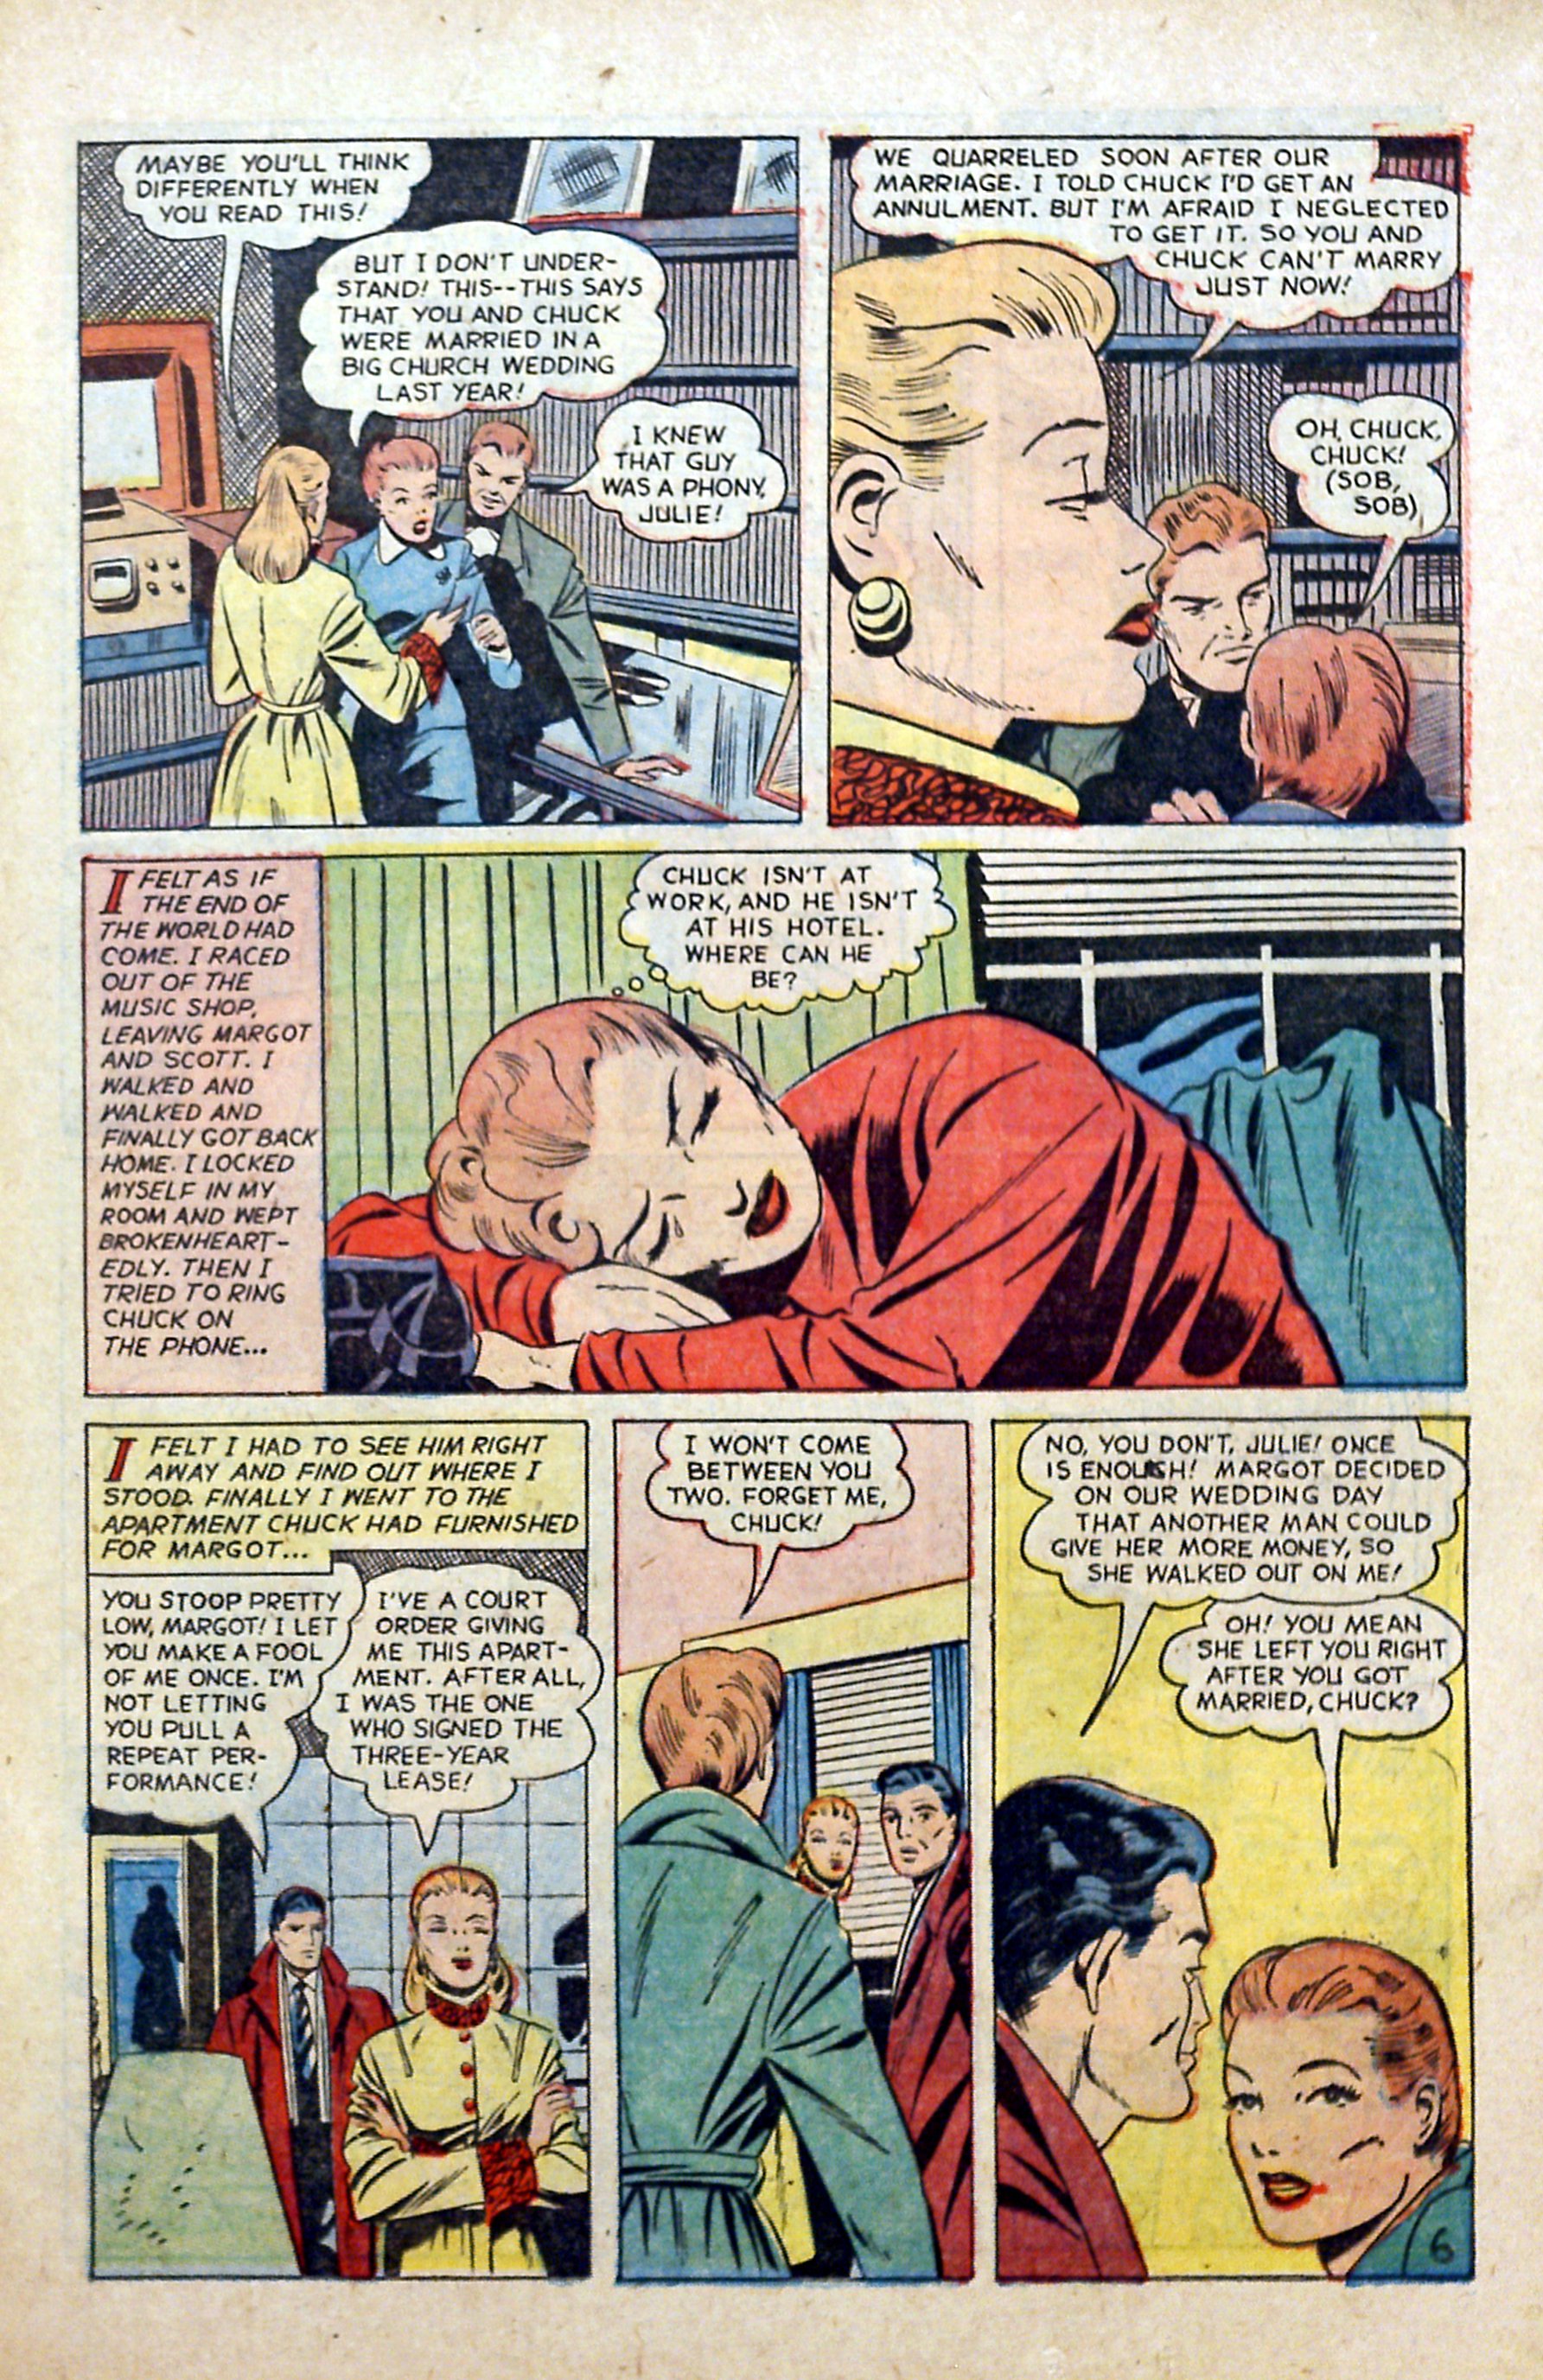 MAYBE YOU'LL THINK
DIFFERENTLY WHEN
YOU READ THIS!
BUT I DON'T UNDER-
STAND! THIS--THIS SAYS
THAT YOU AND CHUCK
WERE MARRIED IN A
BIG CHURCH WEDDING
LAST YEAR!
I KNEW
THAT GUY
WAS A PHONY,
JULIE!
WE QUARRELED SOON AFTER OUR
MARRIAGE. I TOLD CHUCK I'D GET AN
ANNULMENT. BUT I'M AFRAID I NEGLECTED
TO GET IT. SO YOU AND
CHUCK CAN'T MARRY
JUST NOW!
OH, CHUCK,
CHUCK!
(SOB,
SOB)
I FELT AS IF
THE END OF
THE WORLD HAD
COME. I RACED
OUT OF THE
MUSIC SHOP,
LEAVING MARGOT
AND SCOTT. I
WALKED AND
WALKED AND
FINALLY GOT BACK
HOME. I LOCKED
MYSELF IN MY
ROOM AND WEPT
BROKENHEART-
EDLY. THEN I
TRIED TO RING
CHUCK ON
THE PHONE...
CHUCK ISN'T AT
WORK, AND HE ISN'T
AT HIS HOTEL.
WHERE CAN HE
BE?
I FELT I HAD TO SEE HIM RIGHT
AWAY AND FIND OUT WHERE I
STOOD. FINALLY I WENT TO THE
APARTMENT CHUCK HAD FURNISHED
FOR MARGOT...
YOU STOOP PRETTY
LOW, MARGOT! I LET
YOU MAKE A FOOL
OF ME ONCE. I'M
NOT LETTING
YOU PULL A
REPEAT PER-
FORMANCE!
I'VE A COURT
ORDER GIVING
ME THIS APART-
MENT. AFTER ALL,
I WAS THE ONE
WHO SIGNED THE
THREE-YEAR
LEASE!
I WON'T COME
BETWEEN YOU
TWO. FORGET ME,
CHUCK!
NO, YOU DON'T, JULIE! ONCE
IS ENOUGH! MARGOT DECIDED
ON OUR WEDDING DAY
THAT ANOTHER MAN COULD
GIVE HER MORE MONEY, SO
SHE WALKED OUT ON ME!
OH! YOU MEAN
SHE LEFT YOU RIGHT
AFTER YOU GOT
MARRIED, CHUCK?
6